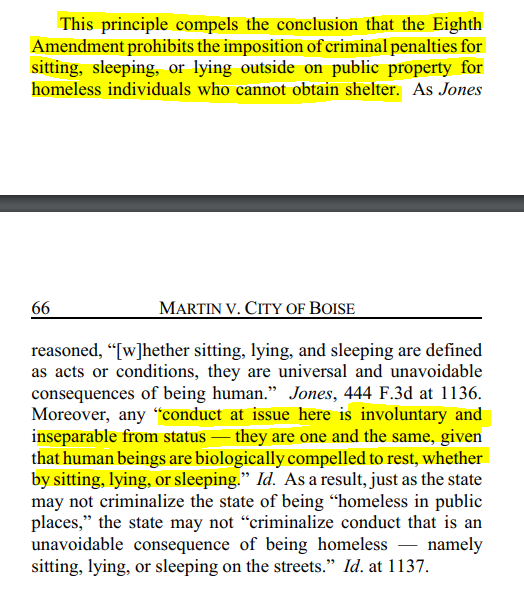 This principle compels the conclusion that the Eighth
Amendment prohibits the imposition of criminal penalties for
sitting, sleeping, or lying outside on public property for
homeless individuals who cannot obtain shelter. As Jones
66 MARTIN V. CITY OF BOISE
reasoned, “[w]hether sitting, lying, and sleeping are defined
as acts or conditions, they are universal and unavoidable
consequences of being human.” Jones, 444 F.3d at 1136.
Moreover, any “conduct at issue here is involuntary and
inseparable from status — they are one and the same, given
that human beings are biologically compelled to rest, whether
by sitting, lying, or sleeping.” Id. As a result, just as the state
may not criminalize the state of being “homeless in public
places,” the state may not “criminalize conduct that is an
unavoidable consequence of being homeless — namely
sitting, lying, or sleeping on the streets.” Id. at 1137.